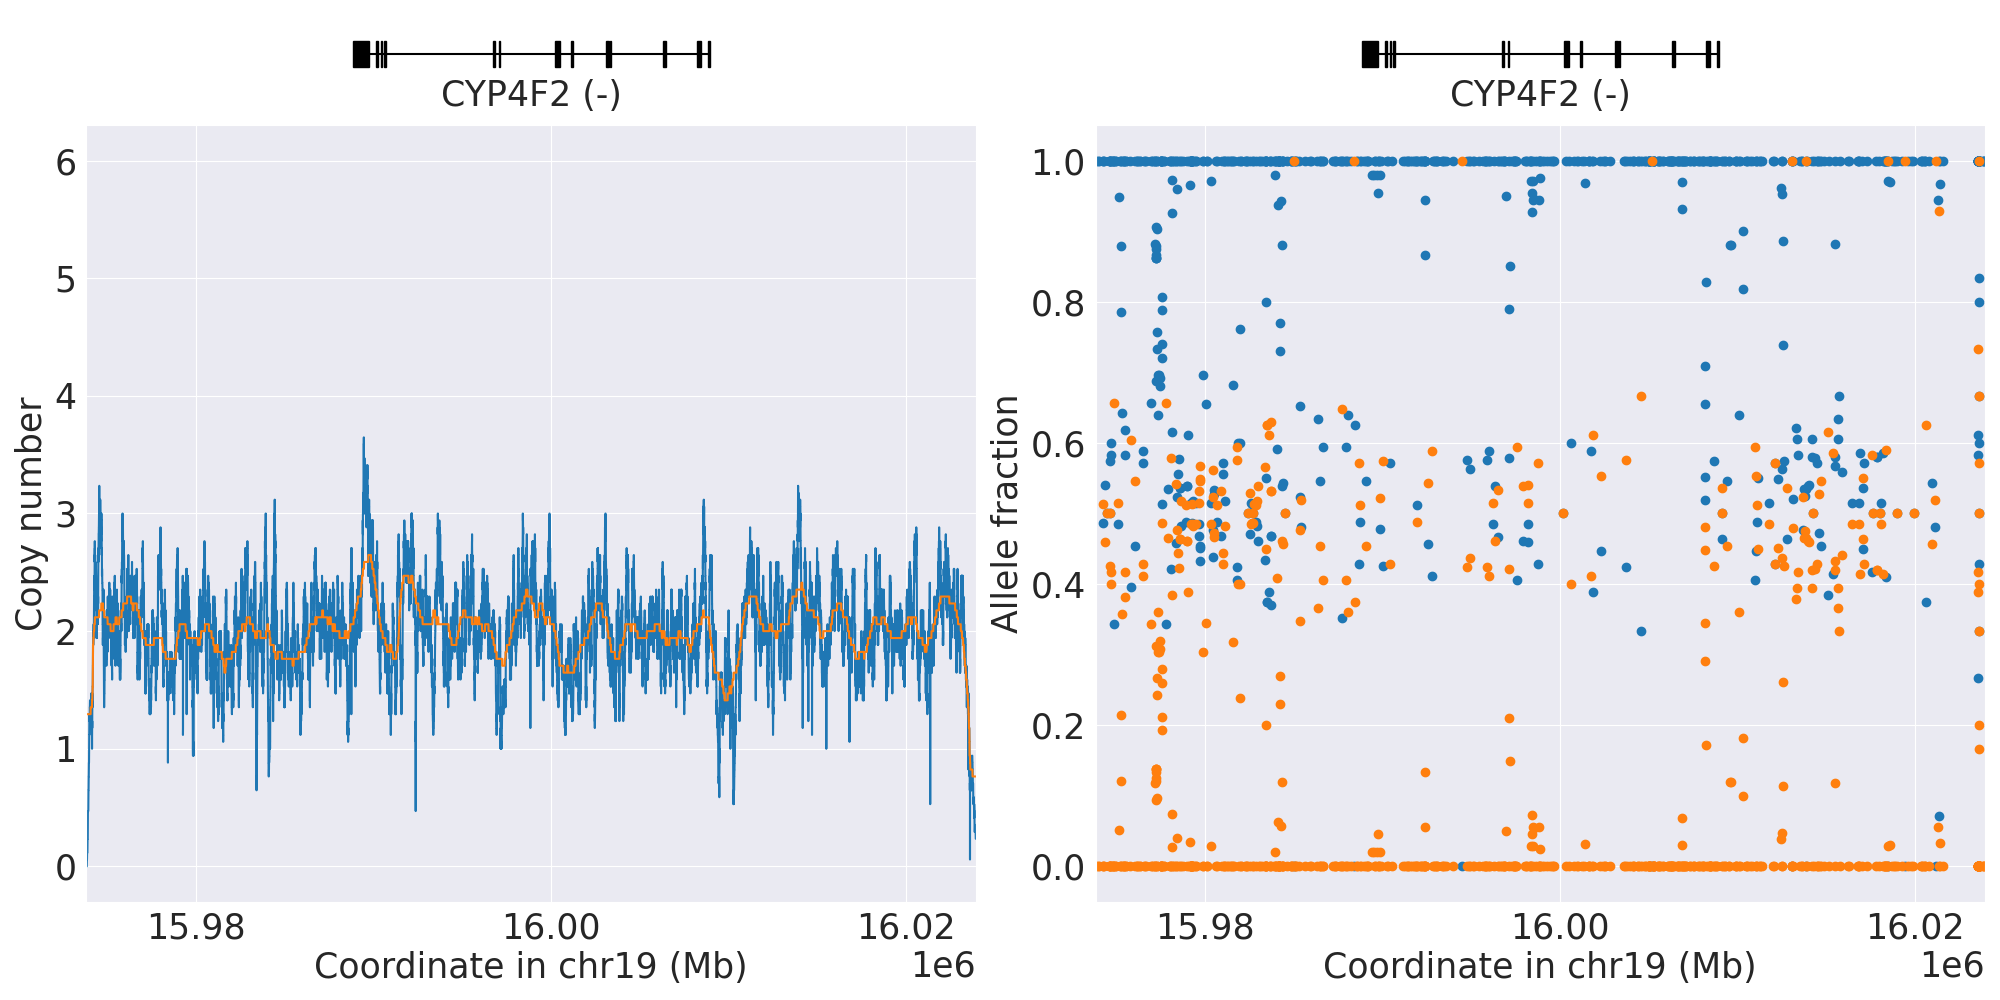 CYP4F2 (-)
Copy number
6
5
4
3
2
1
0
15.98 16.00 16.02
Coordinate in chr19 (Mb)
1e6
CYP4F2 (-)
Allele fraction
1.0
0.8
0.6
0.4
0.2
0.0
15.98 16.00 16.02
Coordinate in chr19 (Mb)
1e6